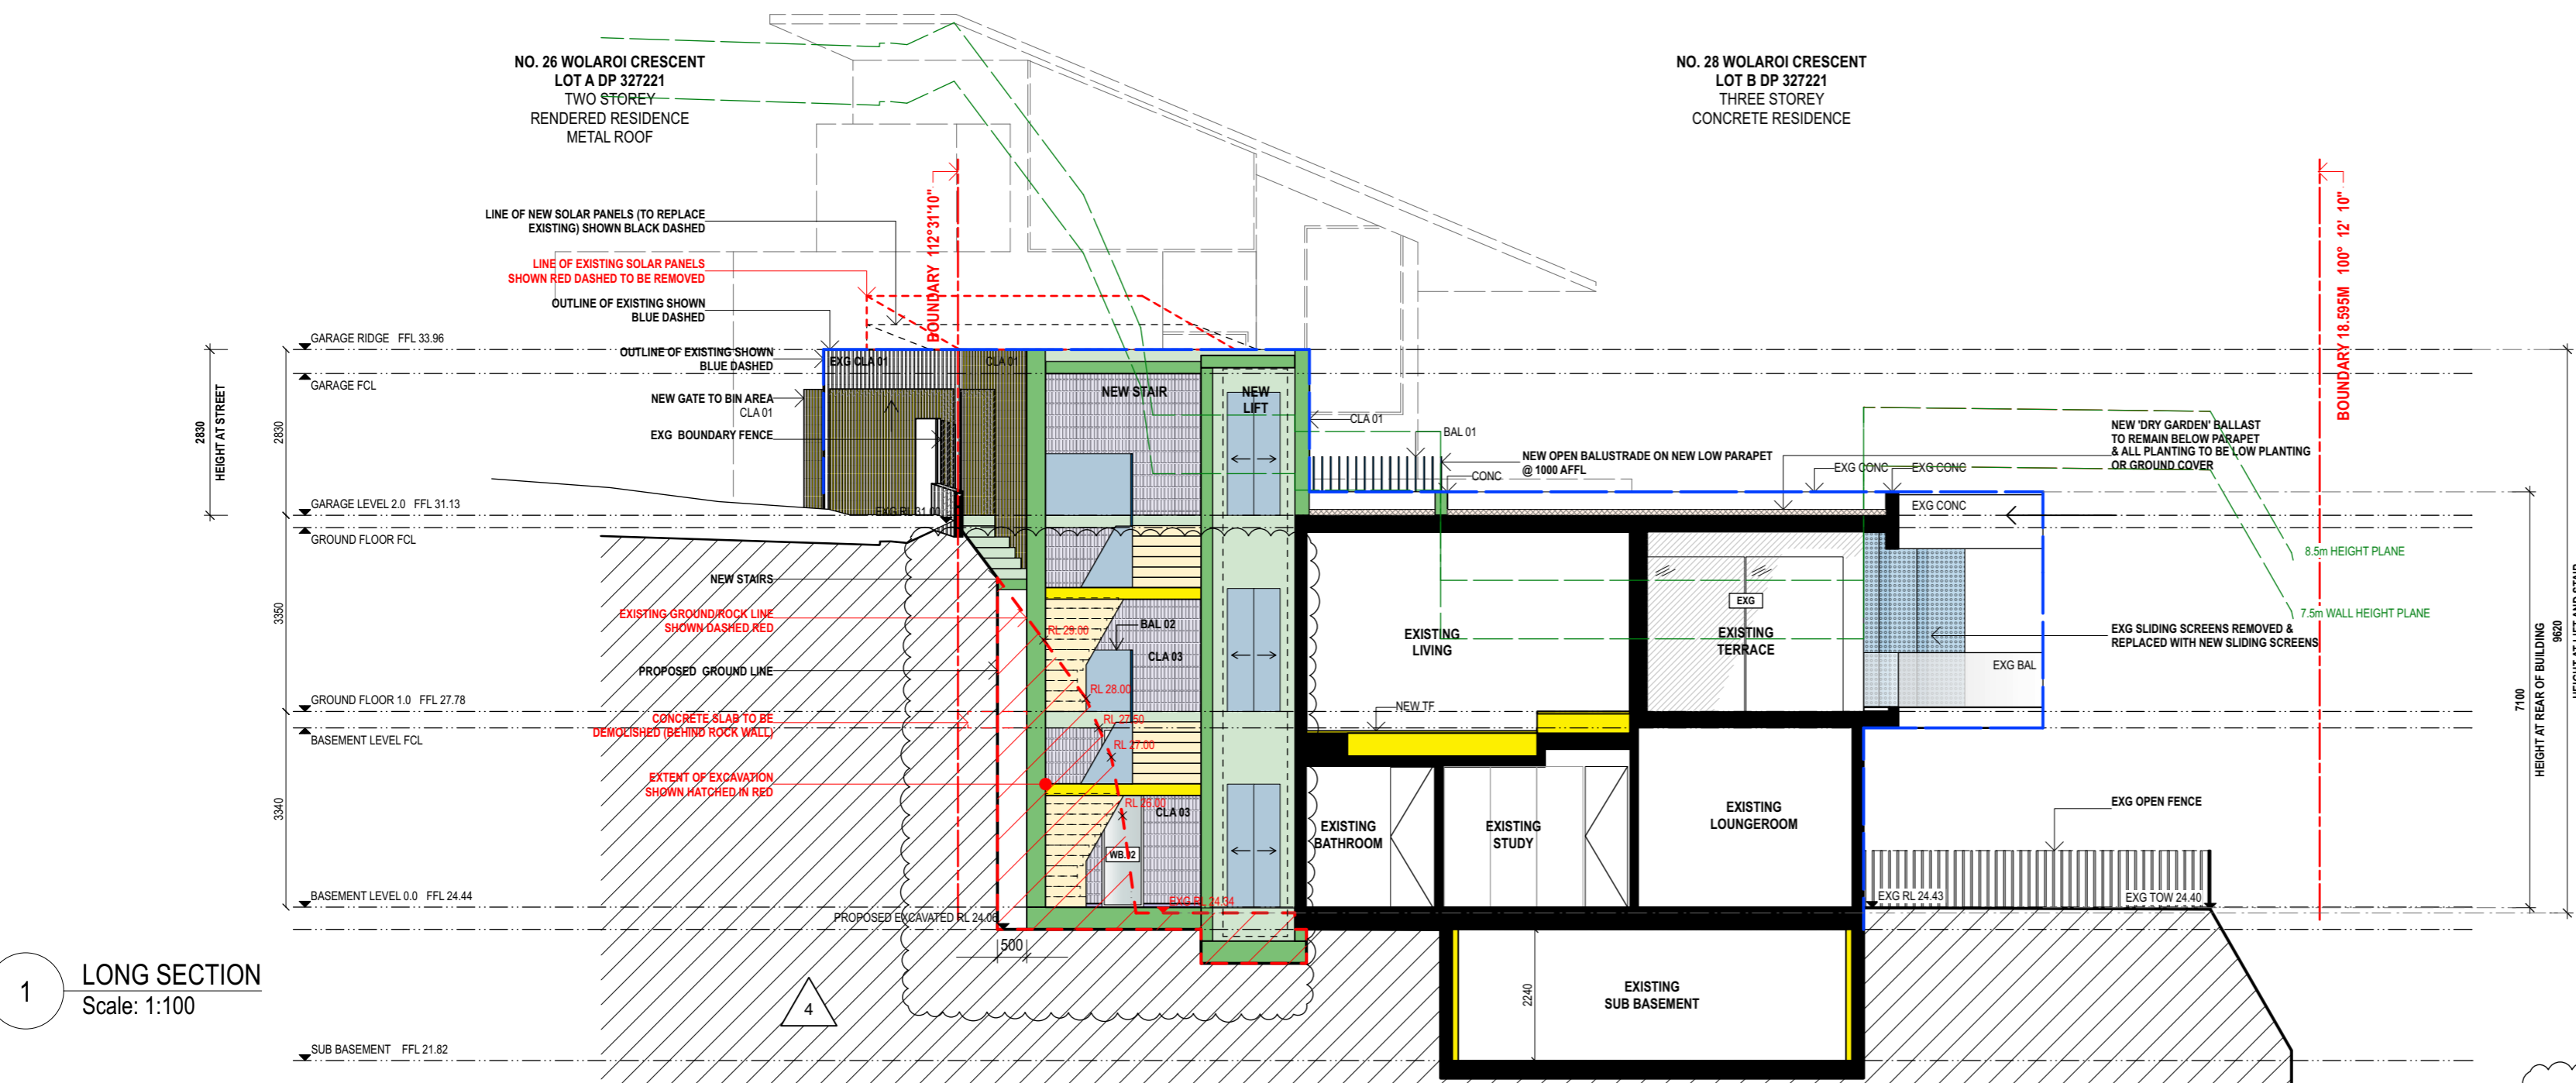 NO. 26 WOLAROI CRESCENT
LOT A DP 327221
TWO STOREY
RENDERED RESIDENCE
METAL ROOF
NO. 28 WOLAROI CRESCENT
LOT B DP 327221
THREE STOREY
CONCRETE RESIDENCE
LINE OF NEW SOLAR PANELS (TO REPLACE
EXISTING) SHOWN BLACK DASHED
LINE OF EXISTING SOLAR PANELS
SHOWN RED DASHED TO BE REMOVED
OUTLINE OF EXISTING SHOWN
BLUE DASHED
OUTLINE OF EXISTING SHOWN
BLUE DASHED
NEW GATE TO BIN AREA
CLA 01
EXG BOUNDARY FENCE
BOUNDARY 112°31'10"
BOUNDARY 18.595M 100° 12' 10"
GARAGE RIDGE FFL 33.96
GARAGE FCL
GARAGE LEVEL 2.0 FFL 31.13
GROUND FLOOR FCL
GROUND FLOOR 1.0 FFL 27.78
BASEMENT LEVEL FCL
BASEMENT LEVEL 0.0 FFL 24.44
SUB BASEMENT FFL 21.82
2830
HEIGHT AT STREET
2830
3350
3340
EXG CLA 01
CLA 01
NEW STAIR
NEW
LIFT
CLA 01
BAL 01
NEW OPEN BALUSTRADE ON NEW LOW PARAPET
@ 1000 AFFL
CONC
EXG CONC
EXG CONC
EXG CONC
NEW 'DRY GARDEN' BALLAST
TO REMAIN BELOW PARAPET
& ALL PLANTING TO BE LOW PLANTING
OR GROUND COVER
8.5m HEIGHT PLANE
7.5m WALL HEIGHT PLANE
EXG SLIDING SCREENS REMOVED &
REPLACED WITH NEW SLIDING SCREENS
EXG BAL
EXG OPEN FENCE
EXG RL 24.43
EXG TOW 24.40
7100
HEIGHT AT REAR OF BUILDING
9620
HEIGHT AT LIFT AND STAIR
EXG RL 31.00
NEW STAIRS
EXISTING GROUND/ROCK LINE
SHOWN DASHED RED
PROPOSED GROUND LINE
CONCRETE SLAB TO BE
DEMOLISHED (BEHIND ROCK WALL)
EXTENT OF EXCAVATION
SHOWN HATCHED IN RED
RL 29.00
BAL 02
CLA 03
RL 28.00
RL 27.50
RL 27.00
RL 26.00
CLA 03
WB.02
EXG RL 24.34
PROPOSED EXCAVATED RL 24.06
500
EXISTING
LIVING
EXG
EXISTING
TERRACE
NEW TF
EXISTING
BATHROOM
EXISTING
STUDY
EXISTING
LOUNGEROOM
2240
EXISTING
SUB BASEMENT
4
1
LONG SECTION
Scale: 1:100